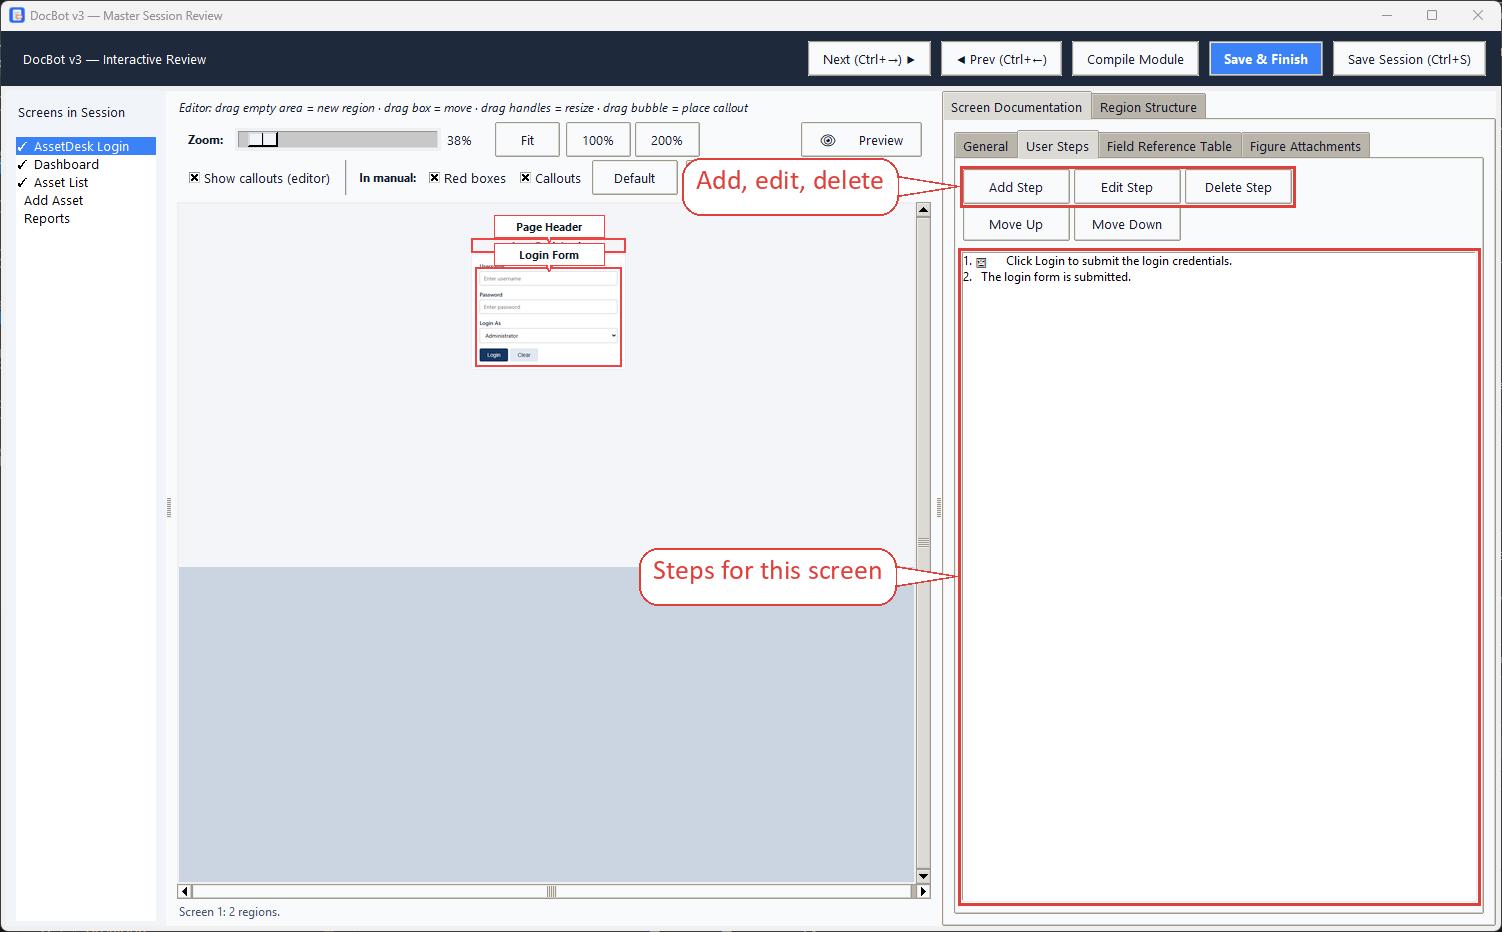 DocBot v3 — Master Session Review
DocBot v3 — Interactive Review
Next (Ctrl+→) ►
◄ Prev (Ctrl+←)
Compile Module
Save & Finish
Save Session (Ctrl+S)
Screens in Session
✓ AssetDesk Login
✓ Dashboard
✓ Asset List
Add Asset
Reports
Editor: drag empty area = new region · drag box = move · drag handles = resize · drag bubble = place callout
Zoom:
38%
Fit
100%
200%
Preview
Show callouts (editor)
In manual:
Red boxes
Callouts
Default
Add, edit, delete
Page Header
Login Form
Enter username
Password
Enter password
Login As
Administrator
Login
Clear
Steps for this screen
Screen 1: 2 regions.
Screen Documentation
Region Structure
General
User Steps
Field Reference Table
Figure Attachments
Add Step
Edit Step
Delete Step
Move Up
Move Down
1. Click Login to submit the login credentials.
2. The login form is submitted.